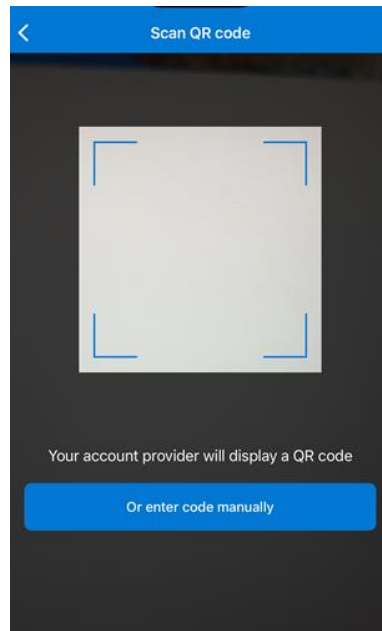 Scan QR code
Your account provider will display a QR code
Or enter code manually